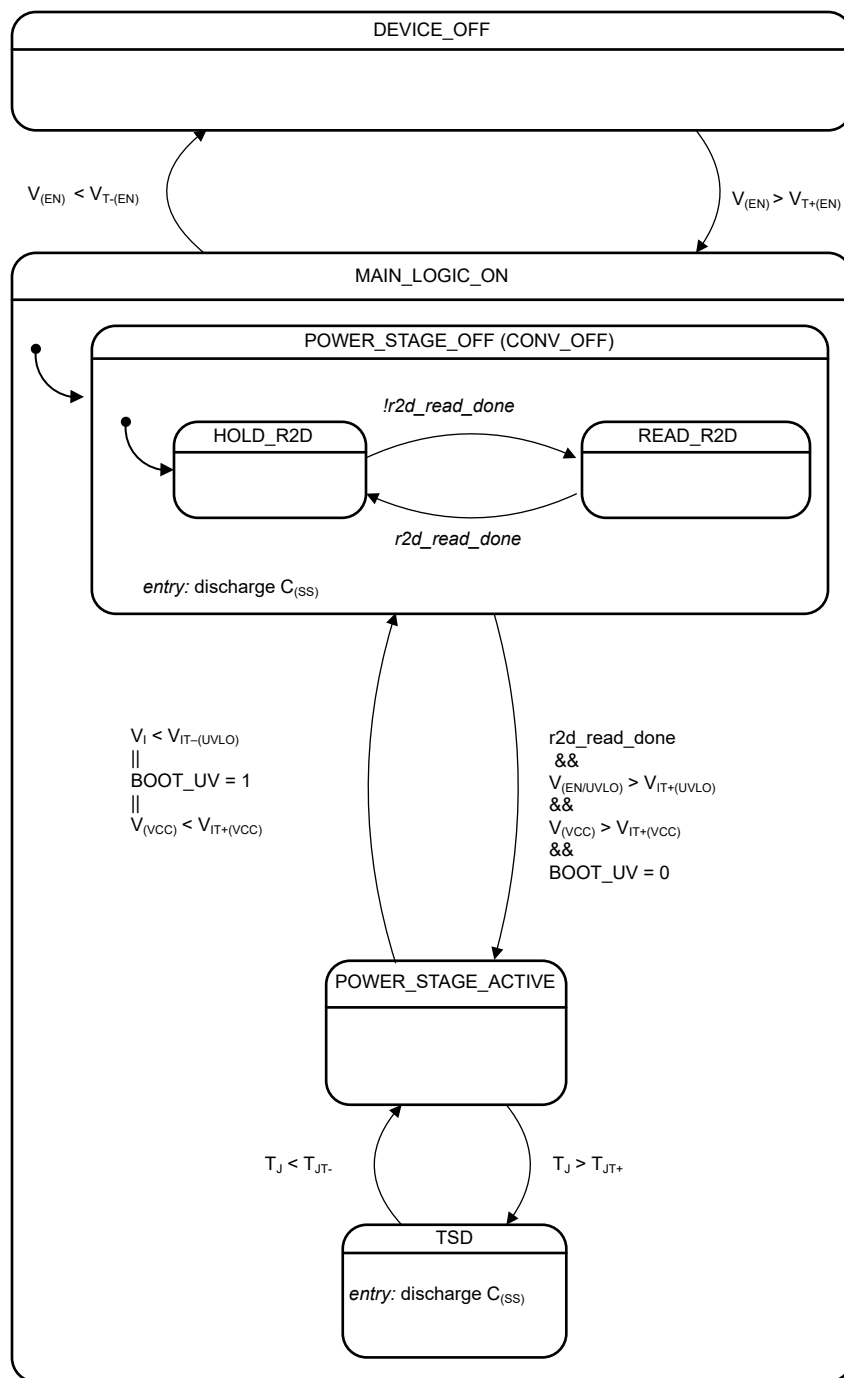 DEVICE_OFF
V(EN) < VT-(EN)
V(EN) > VT+(EN)
MAIN_LOGIC_ON
POWER_STAGE_OFF (CONV_OFF)
!r2d_read_done
HOLD_R2D
READ_R2D
r2d_read_done
entry: discharge C(SS)
VI < VIT–(UVLO)
||
BOOT_UV = 1
||
V(VCC) < VIT+(VCC)
r2d_read_done
&&
V(EN/UVLO) > VIT+(UVLO)
&&
V(VCC) > VIT+(VCC)
&&
BOOT_UV = 0
POWER_STAGE_ACTIVE
TJ < TJT-
TJ > TJT+
TSD
entry: discharge C(SS)